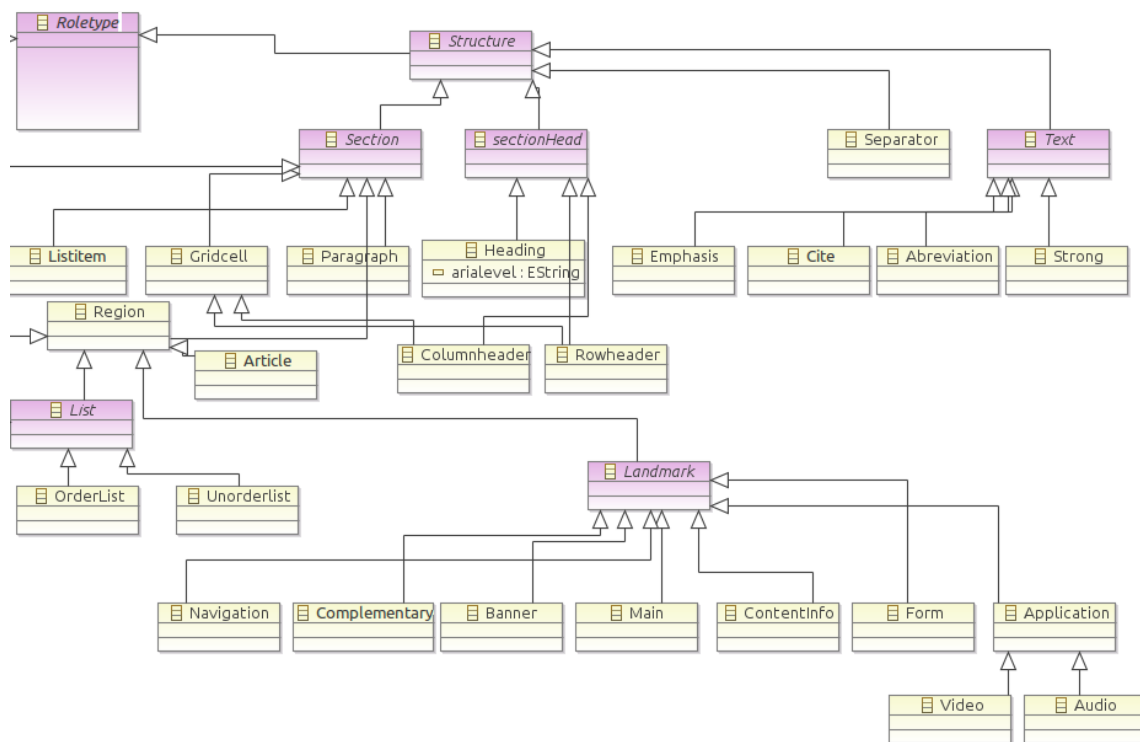 Roletype
Structure
Section
sectionHead
Separator
Text
Listitem
Gridcell
Paragraph
Heading
arialevel : EString
Emphasis
Cite
Abreviation
Strong
Region
Article
Columnheader
Rowheader
List
Landmark
OrderList
Unorderlist
Navigation
Complementary
Banner
Main
ContentInfo
Form
Application
Video
Audio